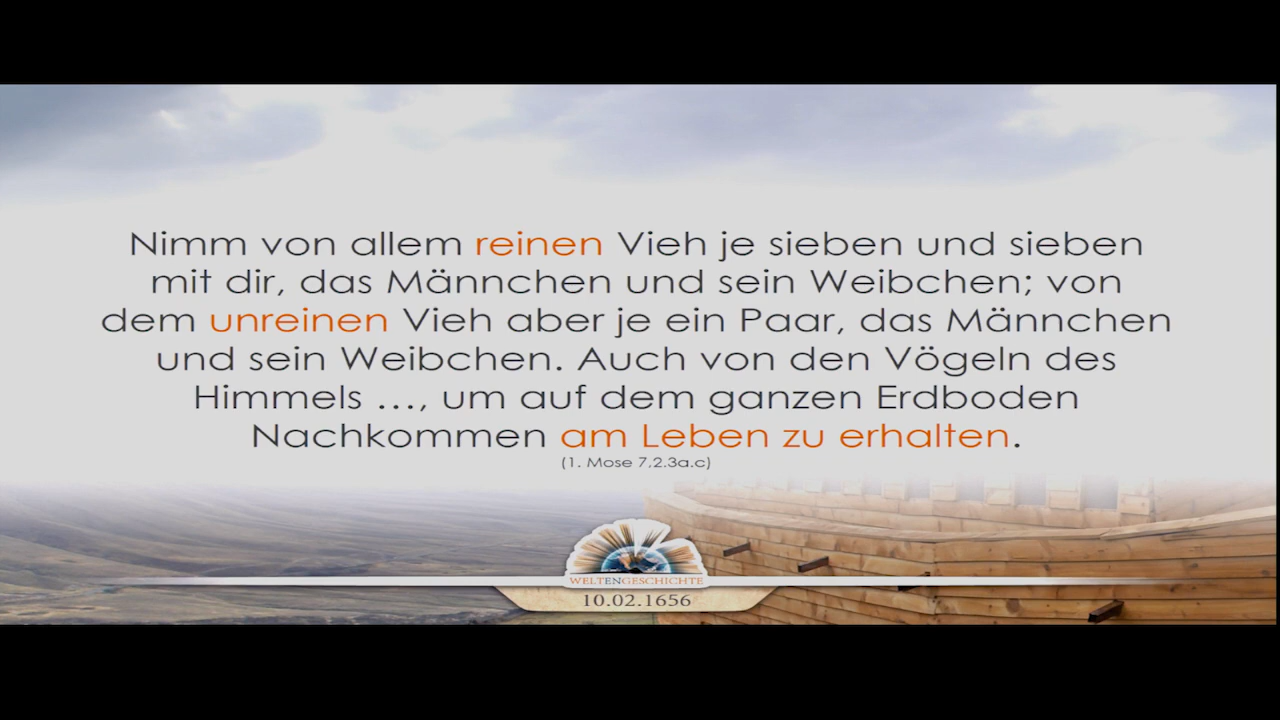 Nimm von allem reinen Vieh je sieben und sieben
mit dir, das Männchen und sein Weibchen; von
dem unreinen Vieh aber je ein Paar, das Männchen
und sein Weibchen. Auch von den Vögeln des
Himmels ..., um auf dem ganzen Erdboden
Nachkommen am Leben zu erhalten.
(1. Mose 7,2.3a.c)
WELTENGESCHICHTE
10.02.1656